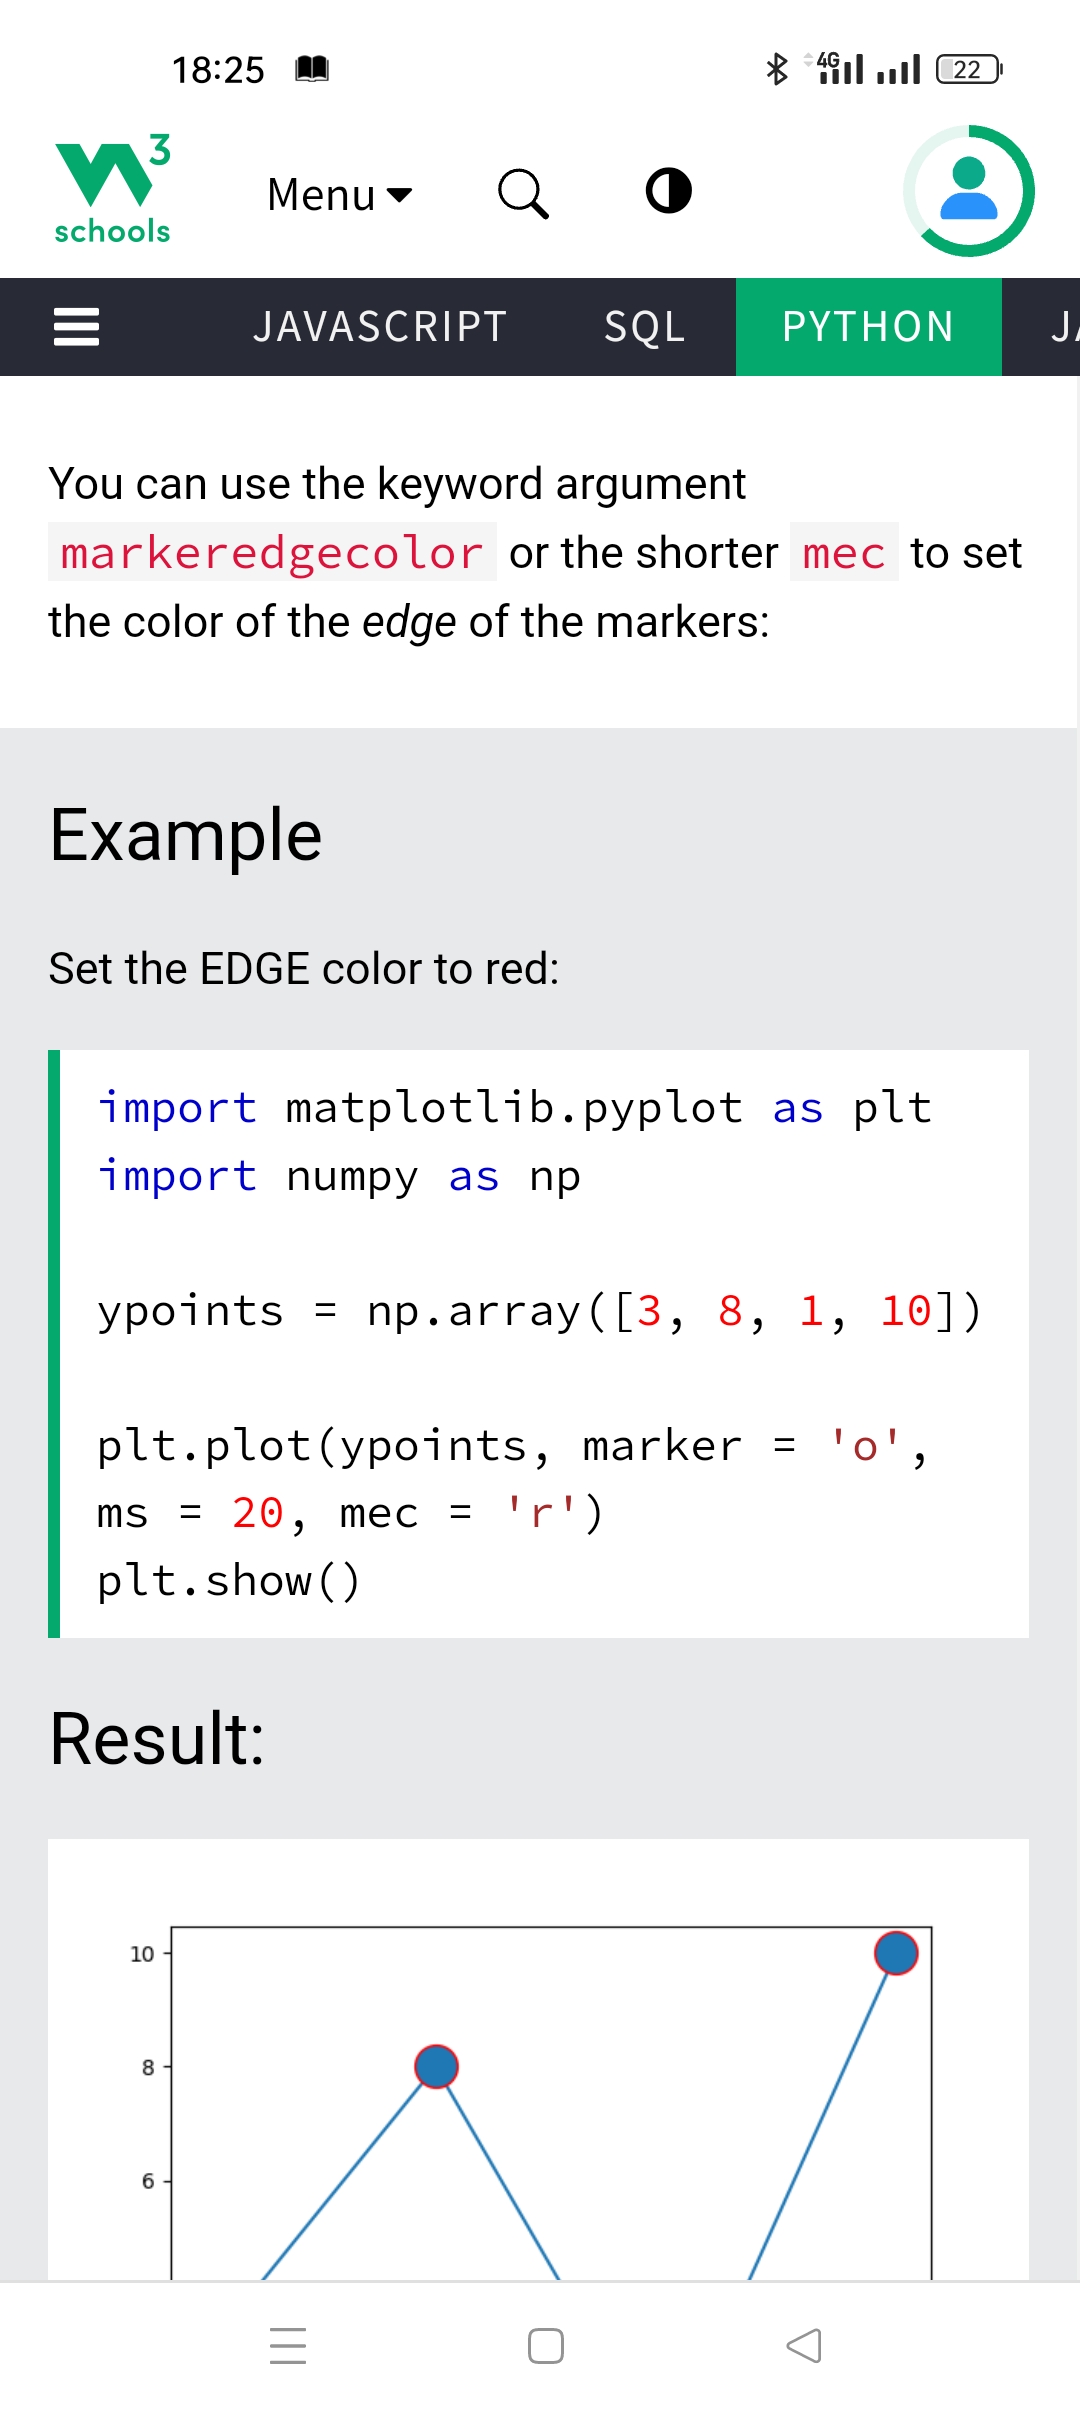 18:25 4G 22
W3 schools Menu
JAVASCRIPT SQL PYTHON JA
You can use the keyword argument
markeredgecolor or the shorter mec to set
the color of the edge of the markers:
Example
Set the EDGE color to red:
import matplotlib.pyplot as plt
import numpy as np
ypoints = np.array([3, 8, 1, 10])
plt.plot(ypoints, marker = 'o',
ms = 20, mec = 'r')
plt.show()
Result:
10
8
6